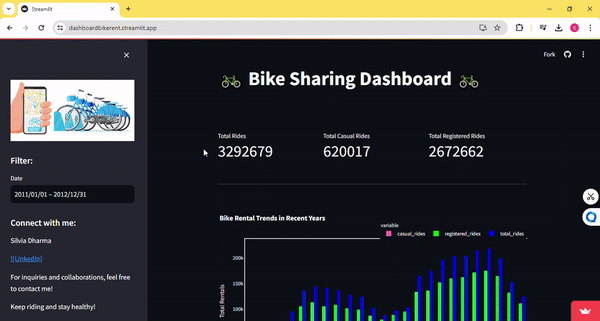 Streamlit
dashboardbikerent.streamlit.app
Fork
Bike Sharing Dashboard
Filter:
Date
2011/01/01 – 2012/12/31
Connect with me:
Silvia Dharma
[[LinkedIn]
For inquiries and collaborations, feel free
to contact me!
Keep riding and stay healthy!
Total Rides
3292679
Total Casual Rides
620017
Total Registered Rides
2672662
Bike Rental Trends in Recent Years
variable
casual_rides
registered_rides
total_rides
200k
150k
100k
Total Rentals